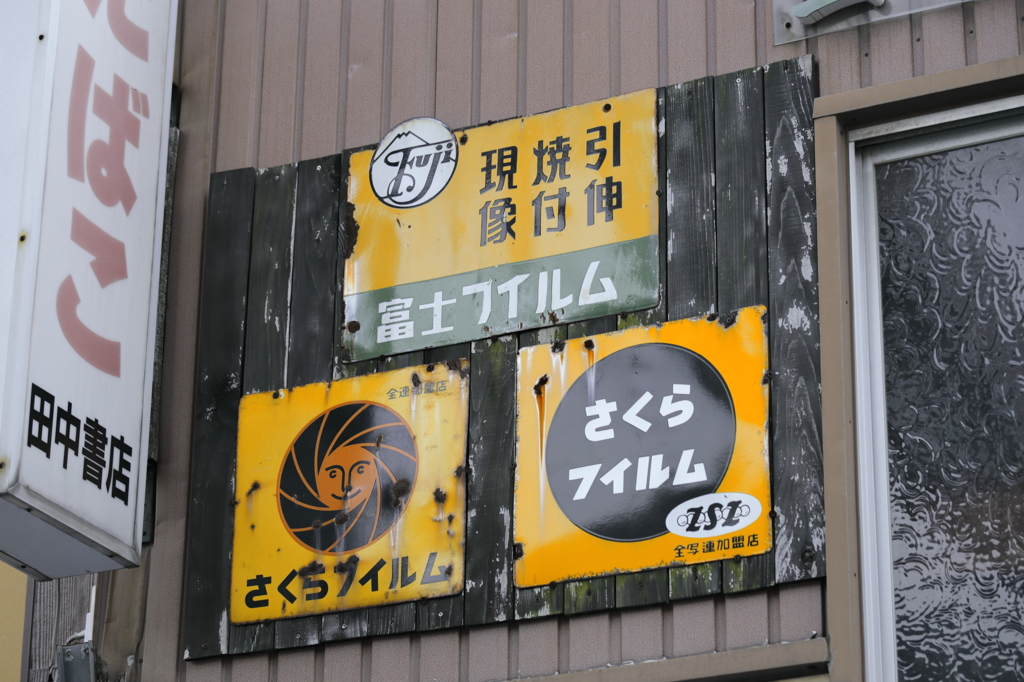 たばこ
田中書店
Fuji
現像
焼付
引伸
富士フイルム
全連加盟店
さくらフイルム
さくら
フイルム
ZSZ
全写連加盟店